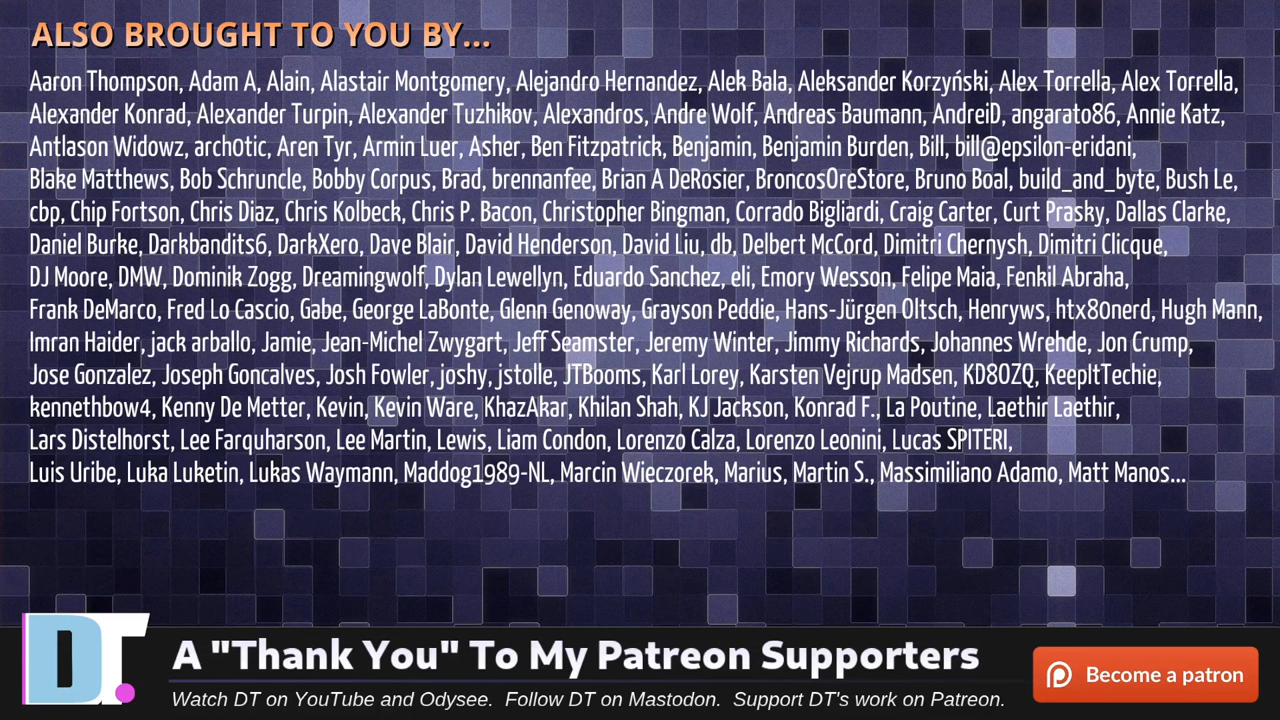 ALSO BROUGHT TO YOU BY...
Aaron Thompson, Adam A, Alain, Alastair Montgomery, Alejandro Hernandez, Alek Bala, Aleksander Korzyński, Alex Torrella, Alex Torrella,
Alexander Konrad, Alexander Turpin, Alexander Tuzhikov, Alexandros, Andre Wolf, Andreas Baumann, AndreiD, angarato86, Annie Katz,
Antlason Widowz, arch0tic, Aren Tyr, Armin Luer, Asher, Ben Fitzpatrick, Benjamin, Benjamin Burden, Bill, bill@epsilon-eridani,
Blake Matthews, Bob Schruncle, Bobby Corpus, Brad, brennanfee, Brian A DeRosier, BroncosOreStore, Bruno Boal, build_and_byte, Bush Le,
cbp, Chip Fortson, Chris Diaz, Chris Kolbeck, Chris P. Bacon, Christopher Bingman, Corrado Bigliardi, Craig Carter, Curt Prasky, Dallas Clarke,
Daniel Burke, Darkbandits6, DarkXero, Dave Blair, David Henderson, David Liu, db, Delbert McCord, Dimitri Chernysh, Dimitri Clicque,
DJ Moore, DMW, Dominik Zogg, Dreamingwolf, Dylan Lewellyn, Eduardo Sanchez, eli, Emory Wesson, Felipe Maia, Fenkil Abraha,
Frank DeMarco, Fred Lo Cascio, Gabe, George LaBonte, Glenn Genoway, Grayson Peddie, Hans-Jürgen Oltsch, Henryws, htx80nerd, Hugh Mann,
Imran Haider, jack arballo, Jamie, Jean-Michel Zwygart, Jeff Seamster, Jeremy Winter, Jimmy Richards, Johannes Wrehde, Jon Crump,
Jose Gonzalez, Joseph Goncalves, Josh Fowler, joshy, jstolle, JTBooms, Karl Lorey, Karsten Vejrup Madsen, KD8OZQ, KeepItTechie,
kennethbow4, Kenny De Metter, Kevin, Kevin Ware, KhazAkar, Khilan Shah, KJ Jackson, Konrad F., La Poutine, Laethir Laethir,
Lars Distelhorst, Lee Farquharson, Lee Martin, Lewis, Liam Condon, Lorenzo Calza, Lorenzo Leonini, Lucas SPITERI,
Luis Uribe, Luka Luketin, Lukas Waymann, Maddog1989-NL, Marcin Wieczorek, Marius, Martin S., Massimiliano Adamo, Matt Manos...
DT
A "Thank You" To My Patreon Supporters
Watch DT on YouTube and Odysee. Follow DT on Mastodon. Support DT's work on Patreon.
Become a patron